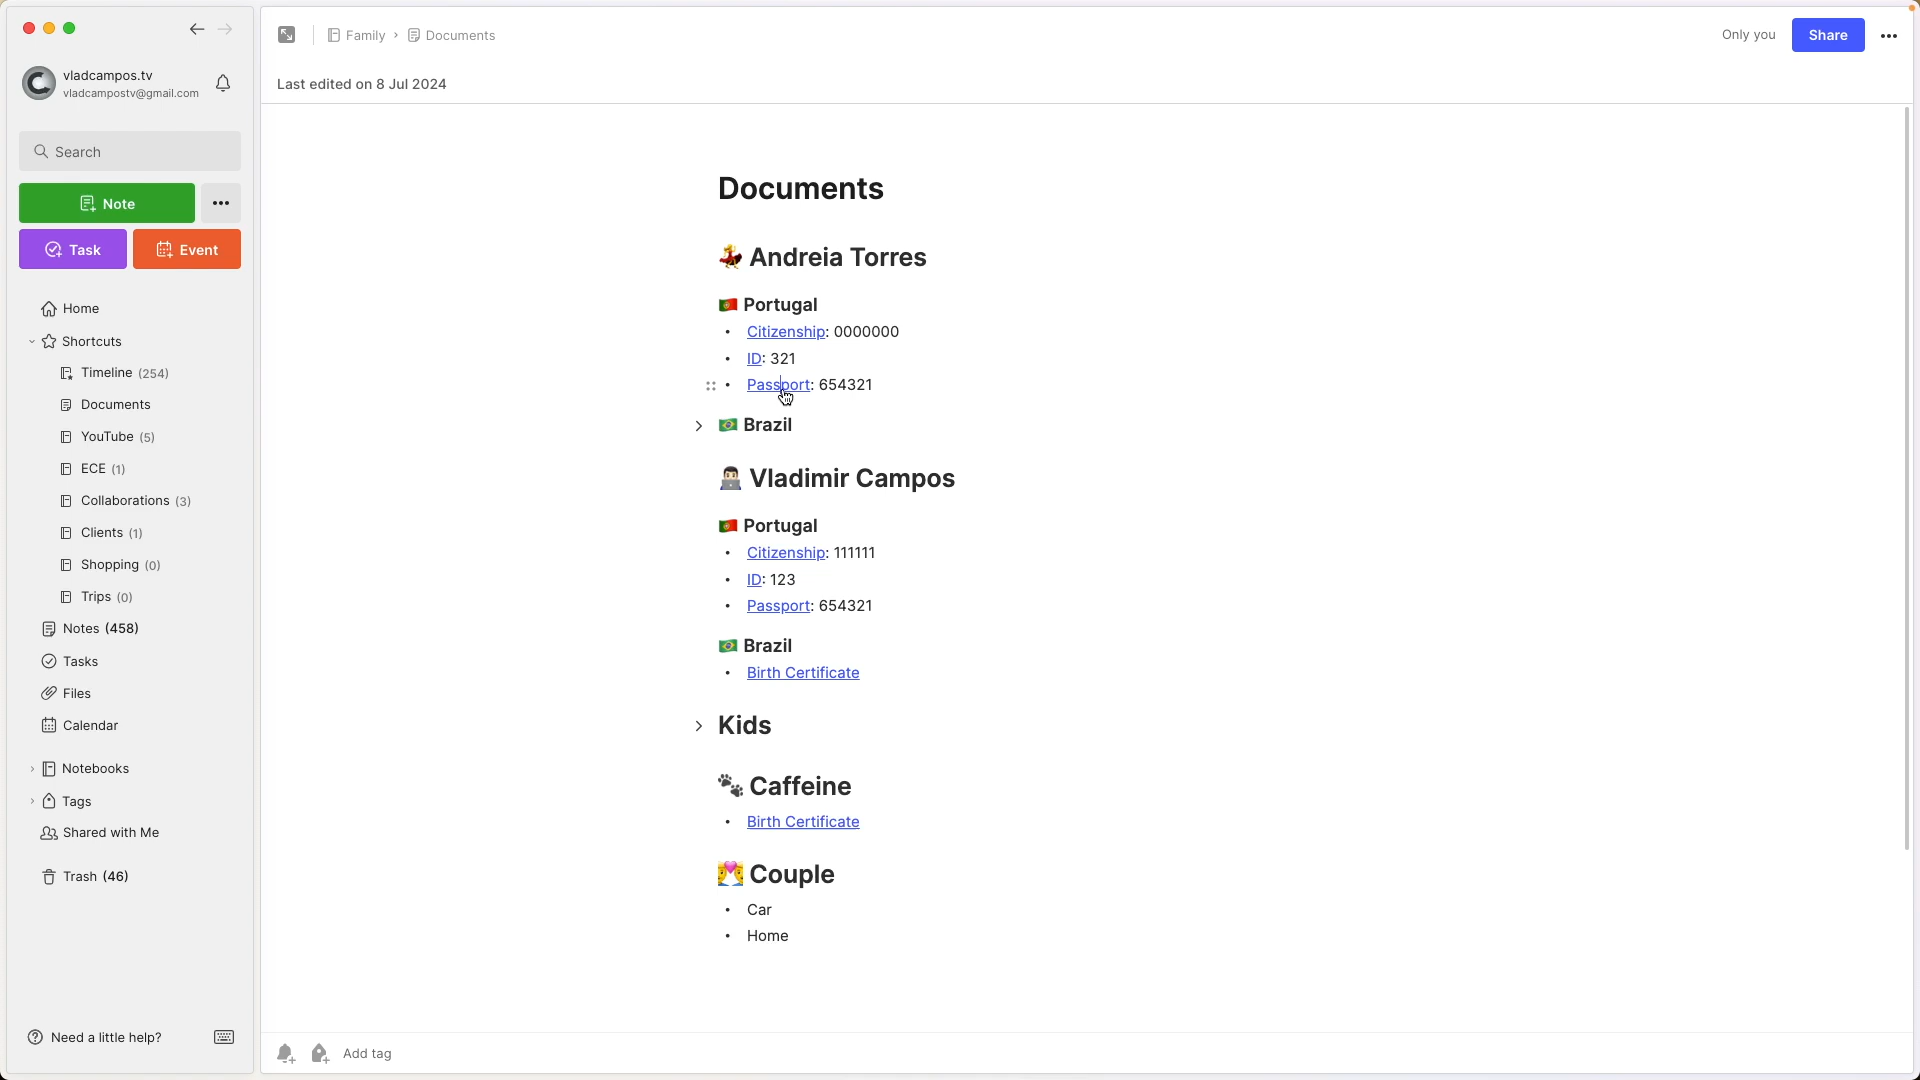 Family › Documents
Only you
Share
vladcampos.tv
vladcampostv@gmail.com
Last edited on 8 Jul 2024
Search
Note
Task
Event
Home
Shortcuts
Timeline (254)
Documents
YouTube (5)
ECE (1)
Collaborations (3)
Clients (1)
Shopping (0)
Trips (0)
Notes (458)
Tasks
Files
Calendar
Notebooks
Tags
Shared with Me
Trash (46)
Need a little help?
Documents
Andreia Torres
Portugal
• Citizenship: 0000000
• ID: 321
• Passport: 654321
Brazil
Vladimir Campos
Portugal
• Citizenship: 111111
• ID: 123
• Passport: 654321
Brazil
• Birth Certificate
Kids
Caffeine
• Birth Certificate
Couple
• Car
• Home
Add tag